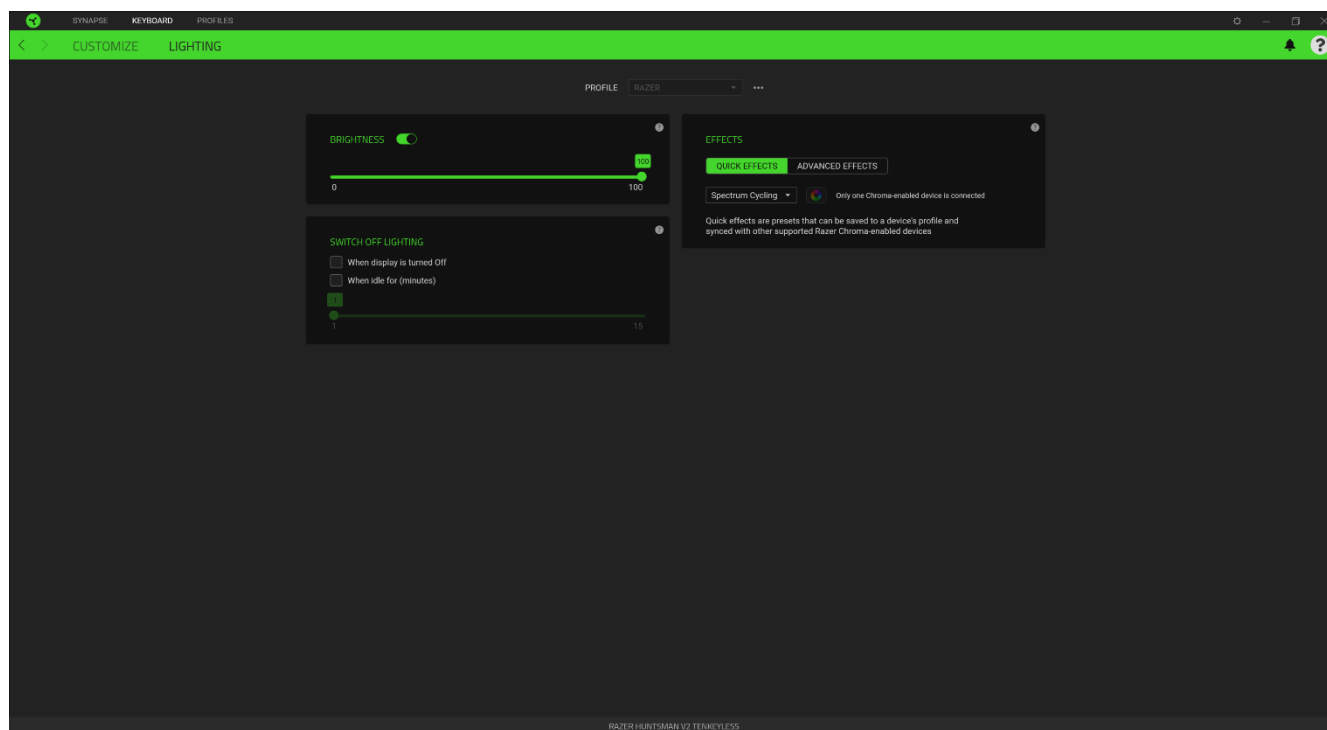 SYNAPSE KEYBOARD PROFILES
CUSTOMIZE LIGHTING
?
PROFILE RAZER
BRIGHTNESS
?
100
0 100
SWITCH OFF LIGHTING
?
When display is turned Off
When idle for (minutes)
1
1 15
EFFECTS
?
QUICK EFFECTS ADVANCED EFFECTS
Spectrum Cycling Only one Chroma-enabled device is connected
Quick effects are presets that can be saved to a device's profile and
synced with other supported Razer Chroma-enabled devices
RAZER HUNTSMAN V2 TENKEYLESS